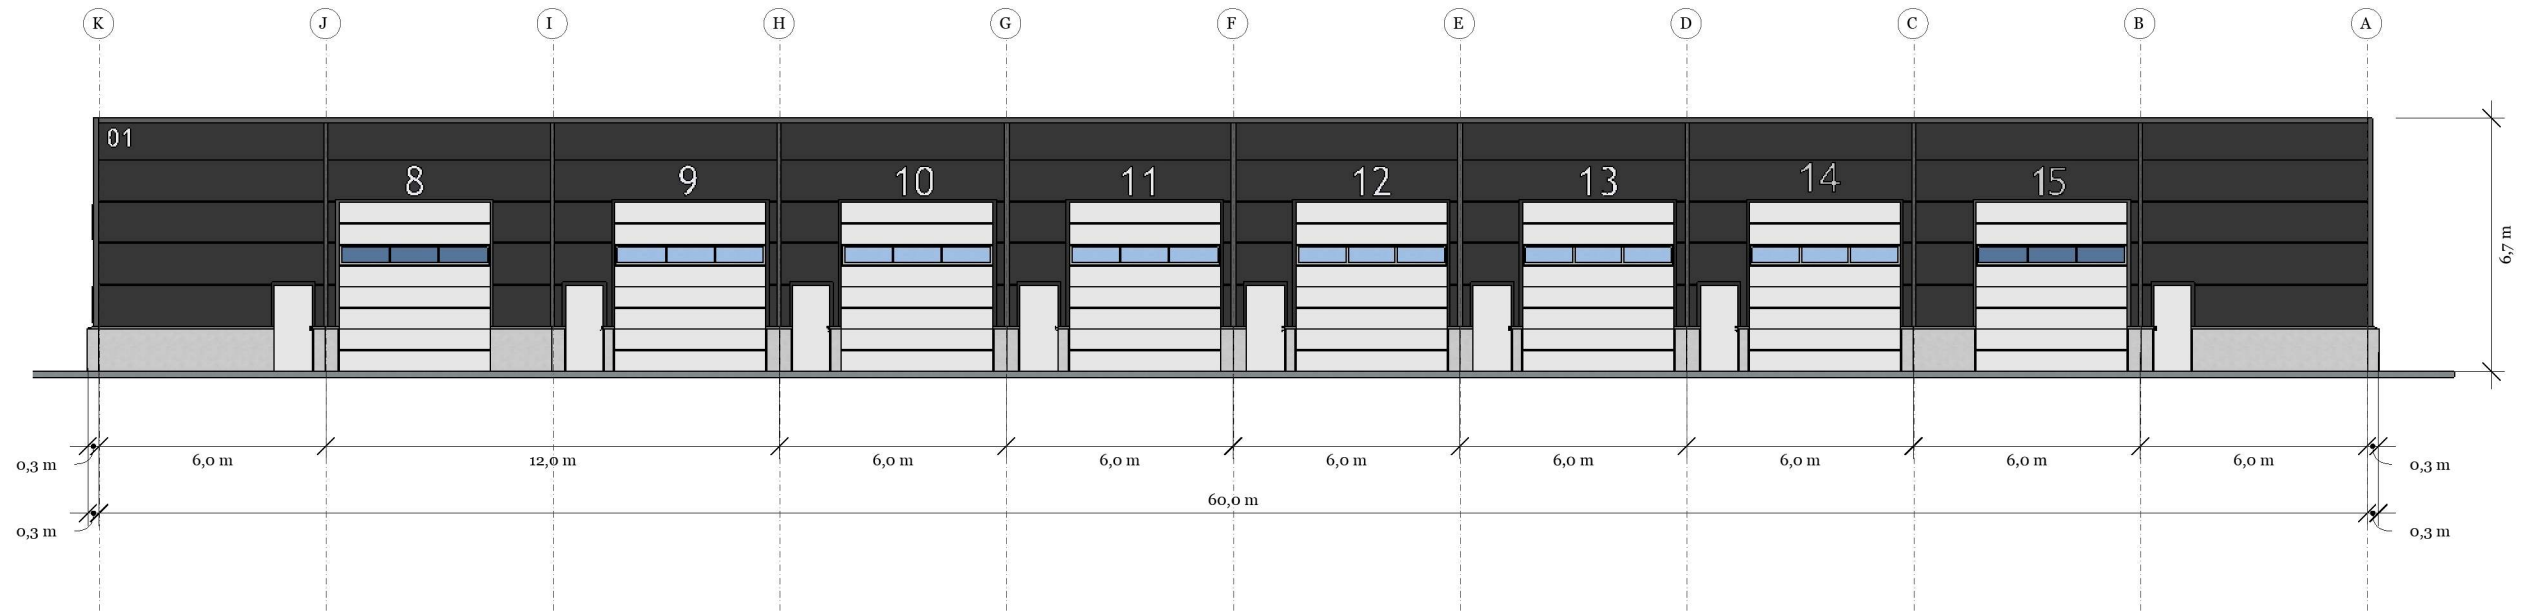 K J I H G F E D C B A
01
8 9 10 11 12 13 14 15
6,7 m
0,3 m 6,0 m 12,0 m 6,0 m 6,0 m 6,0 m 6,0 m 6,0 m 6,0 m 6,0 m 0,3 m
60,0 m
0,3 m 0,3 m